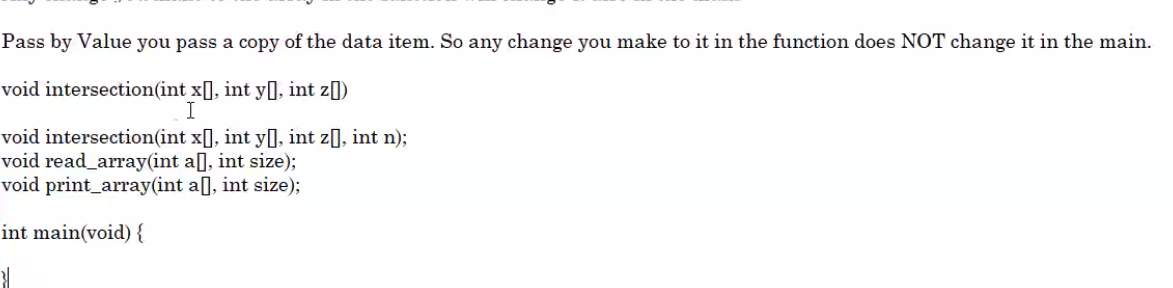 Pass by Value you pass a copy of the data item. So any change you make to it in the function does NOT change it in the main.
void intersection(int x[], int y[], int z[])
void intersection(int x[], int y[], int z[], int n);
void read_array(int a[], int size);
void print_array(int a[], int size);
int main(void) {
}